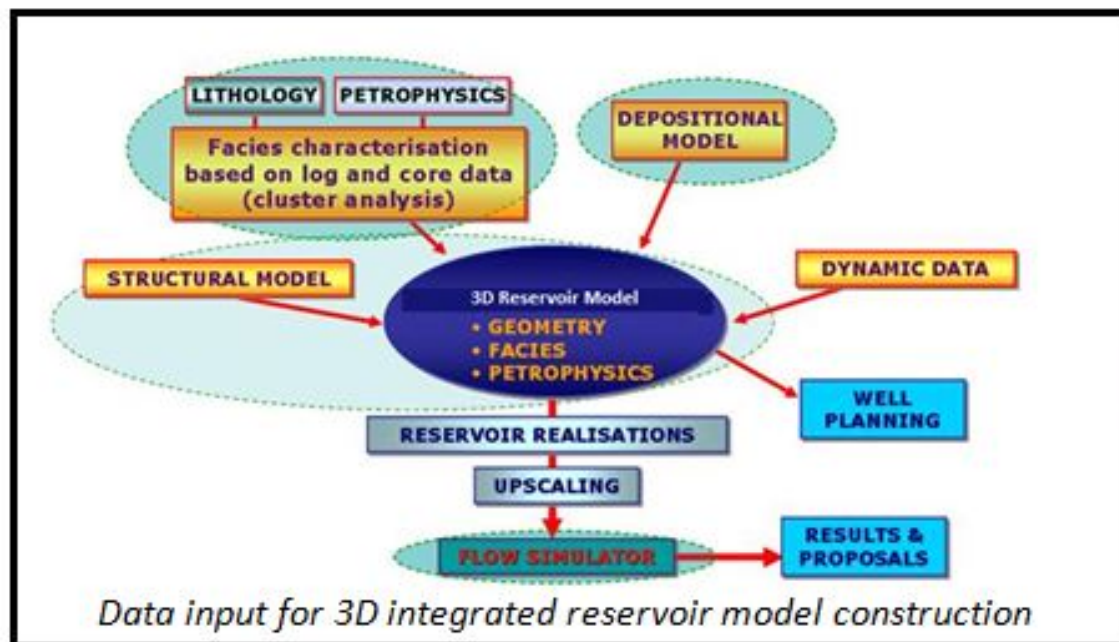 LITHOLOGY
PETROPHYSICS
Facies characterisation
based on log and core data
(cluster analysis)
DEPOSITIONAL
MODEL
STRUCTURAL MODEL
DYNAMIC DATA
3D Reservoir Model
• GEOMETRY
• FACIES
• PETROPHYSICS
WELL
PLANNING
RESERVOIR REALISATIONS
UPSCALING
FLOW SIMULATOR
RESULTS &
PROPOSALS
Data input for 3D integrated reservoir model construction